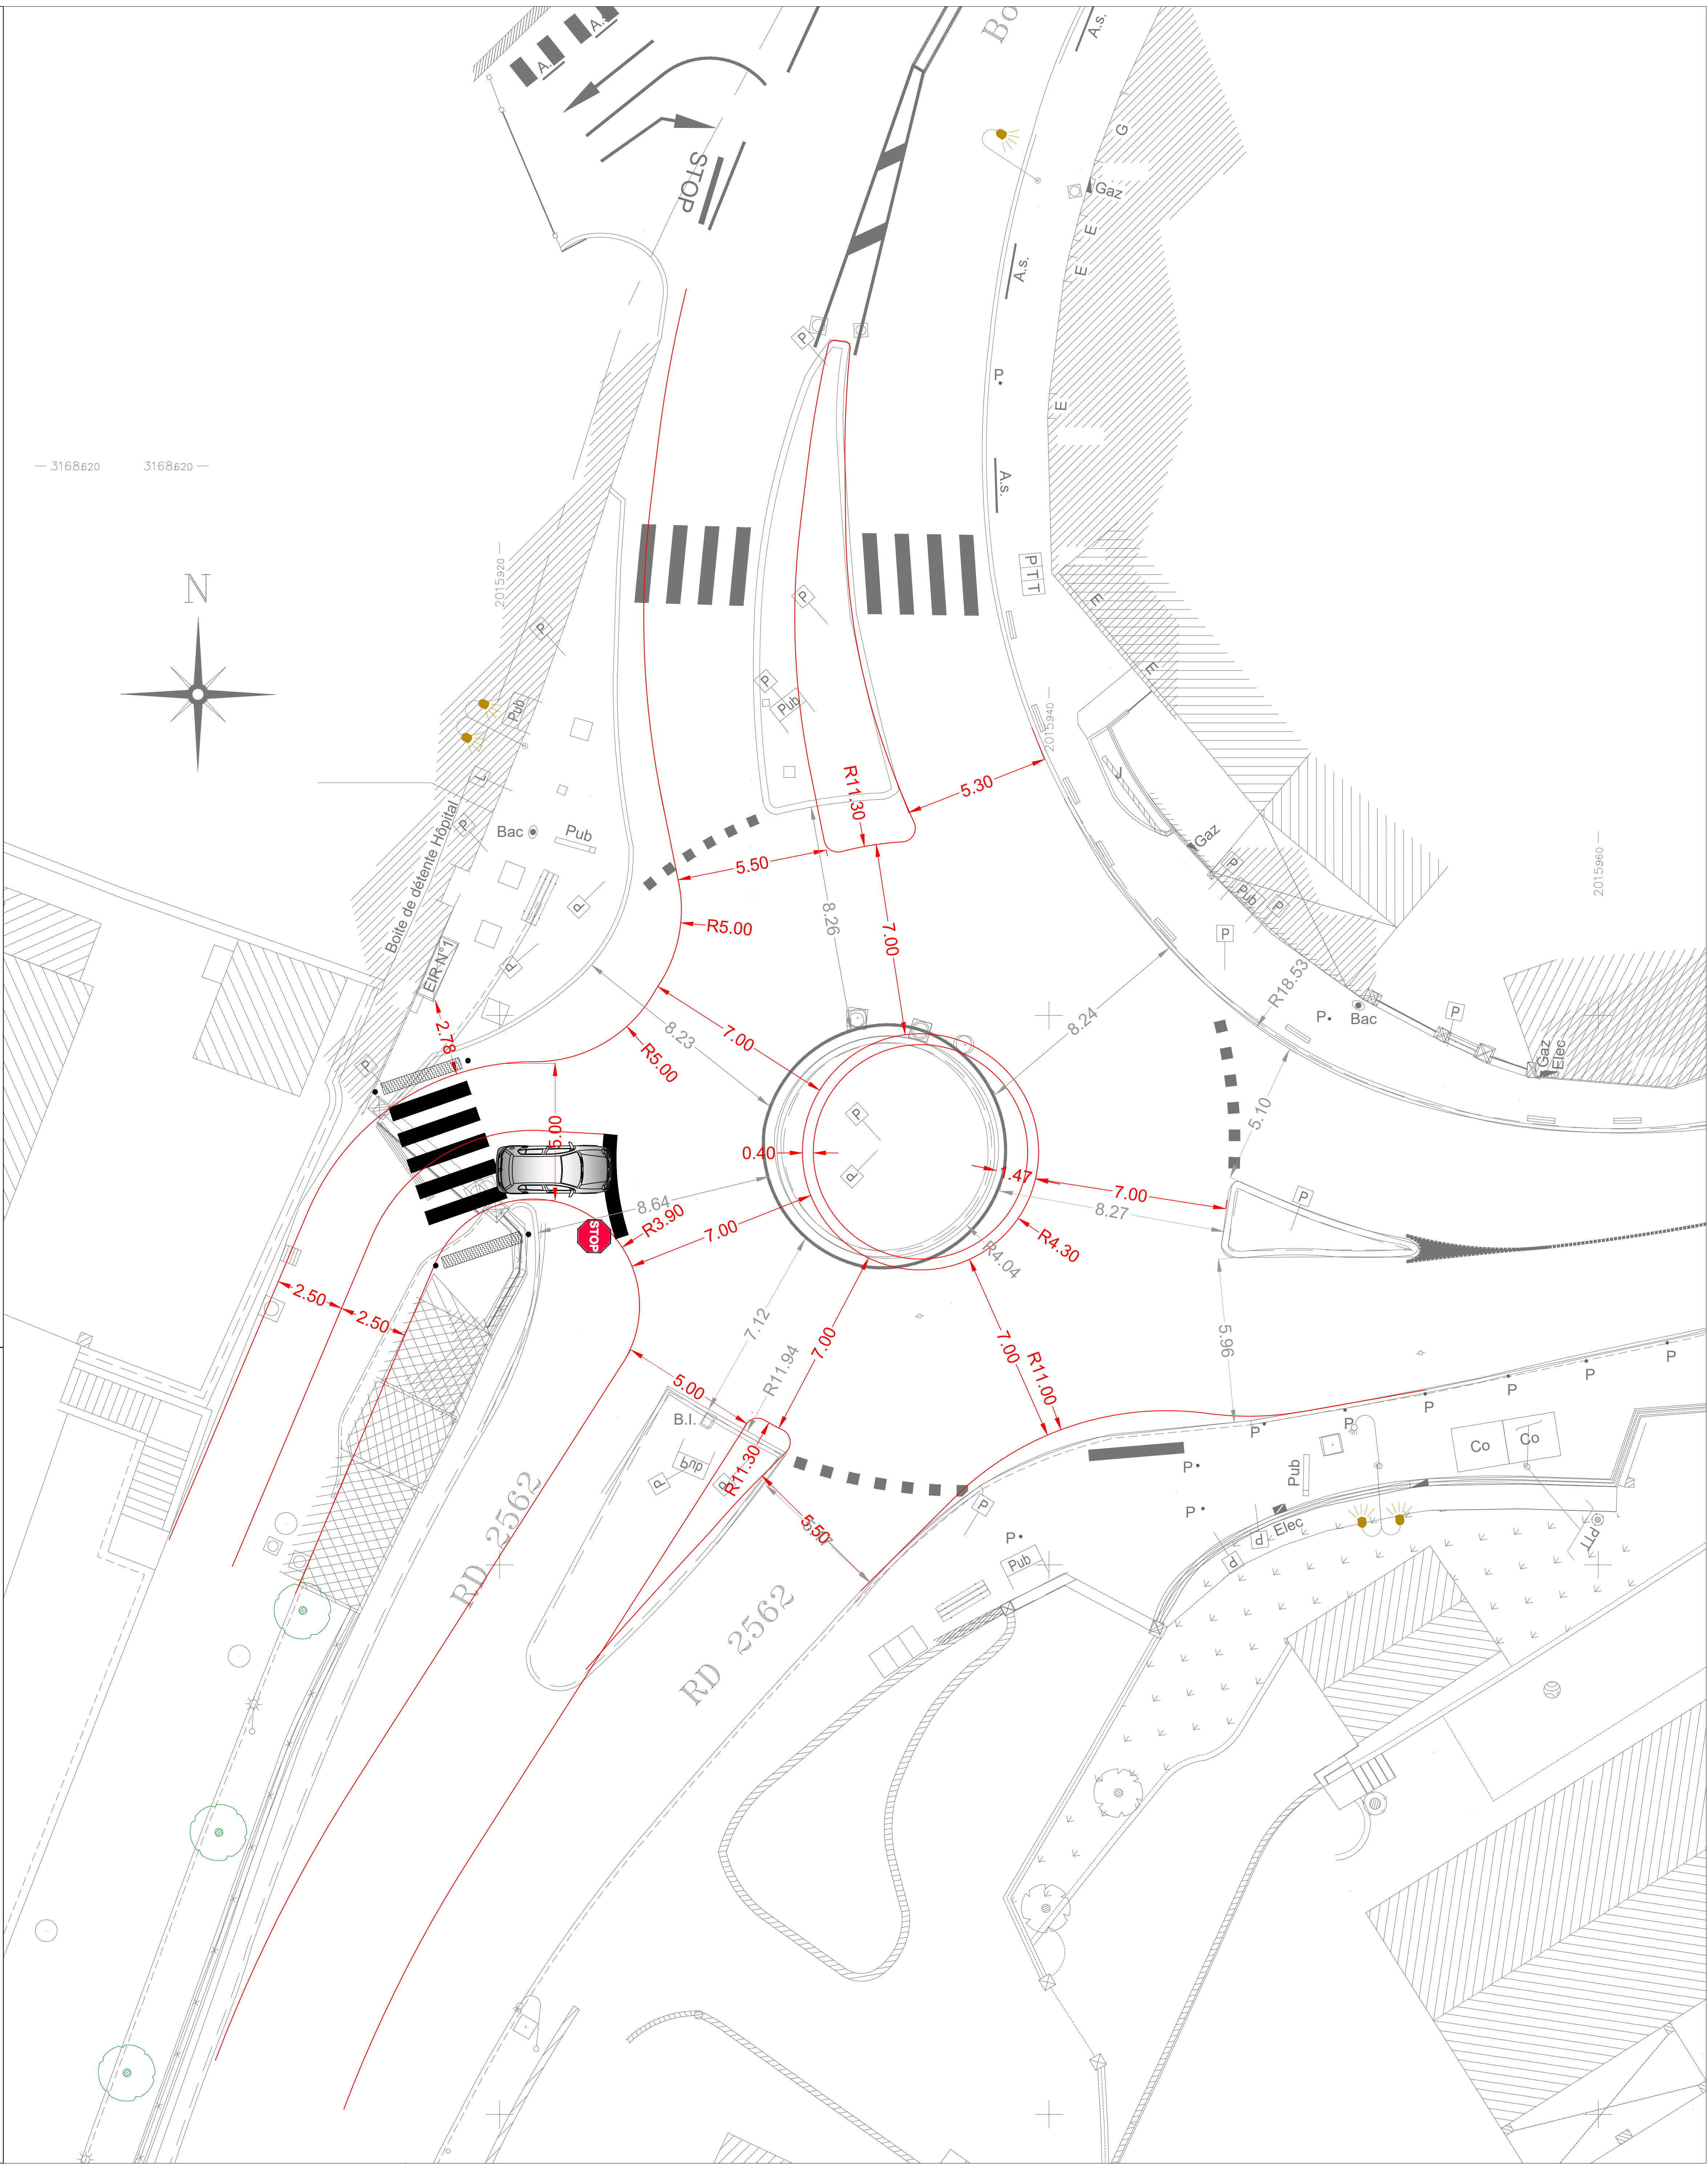 Bo
A.s.
A.s.
STOP
G
Gaz
E
E
A.s.
E
P
P
A.s.
3168620
3168620
2015920
N
PTT
E
P
P
E
P
Pub
Pub
2015940
L
5.30
R11.30
J
Boite de détente Hôpital
P
Bac
Pub
Gaz
2015960
5.50
P
Pub
P
P
8.26
R5.00
7.00
P
EIR N°1
P
R18.53
2.78
8.23
7.00
8.24
P
Bac
P
Gaz
Elec
R5.00
P
5.10
P
5.00
0.40
P
1.47
7.00
P
8.64
8.27
R3.90
STOP
7.00
R4.30
R4.04
2.50
2.50
7.12
7.00
7.00
R11.00
5.96
R11.94
5.00
P
P
P
P
P
P
B.I.
Pub
P
R11.30
P
Co
Co
P
Pub
5.50
P
P
Elec
RD 2562
P
Pub
P
P
PTT
RD 2562